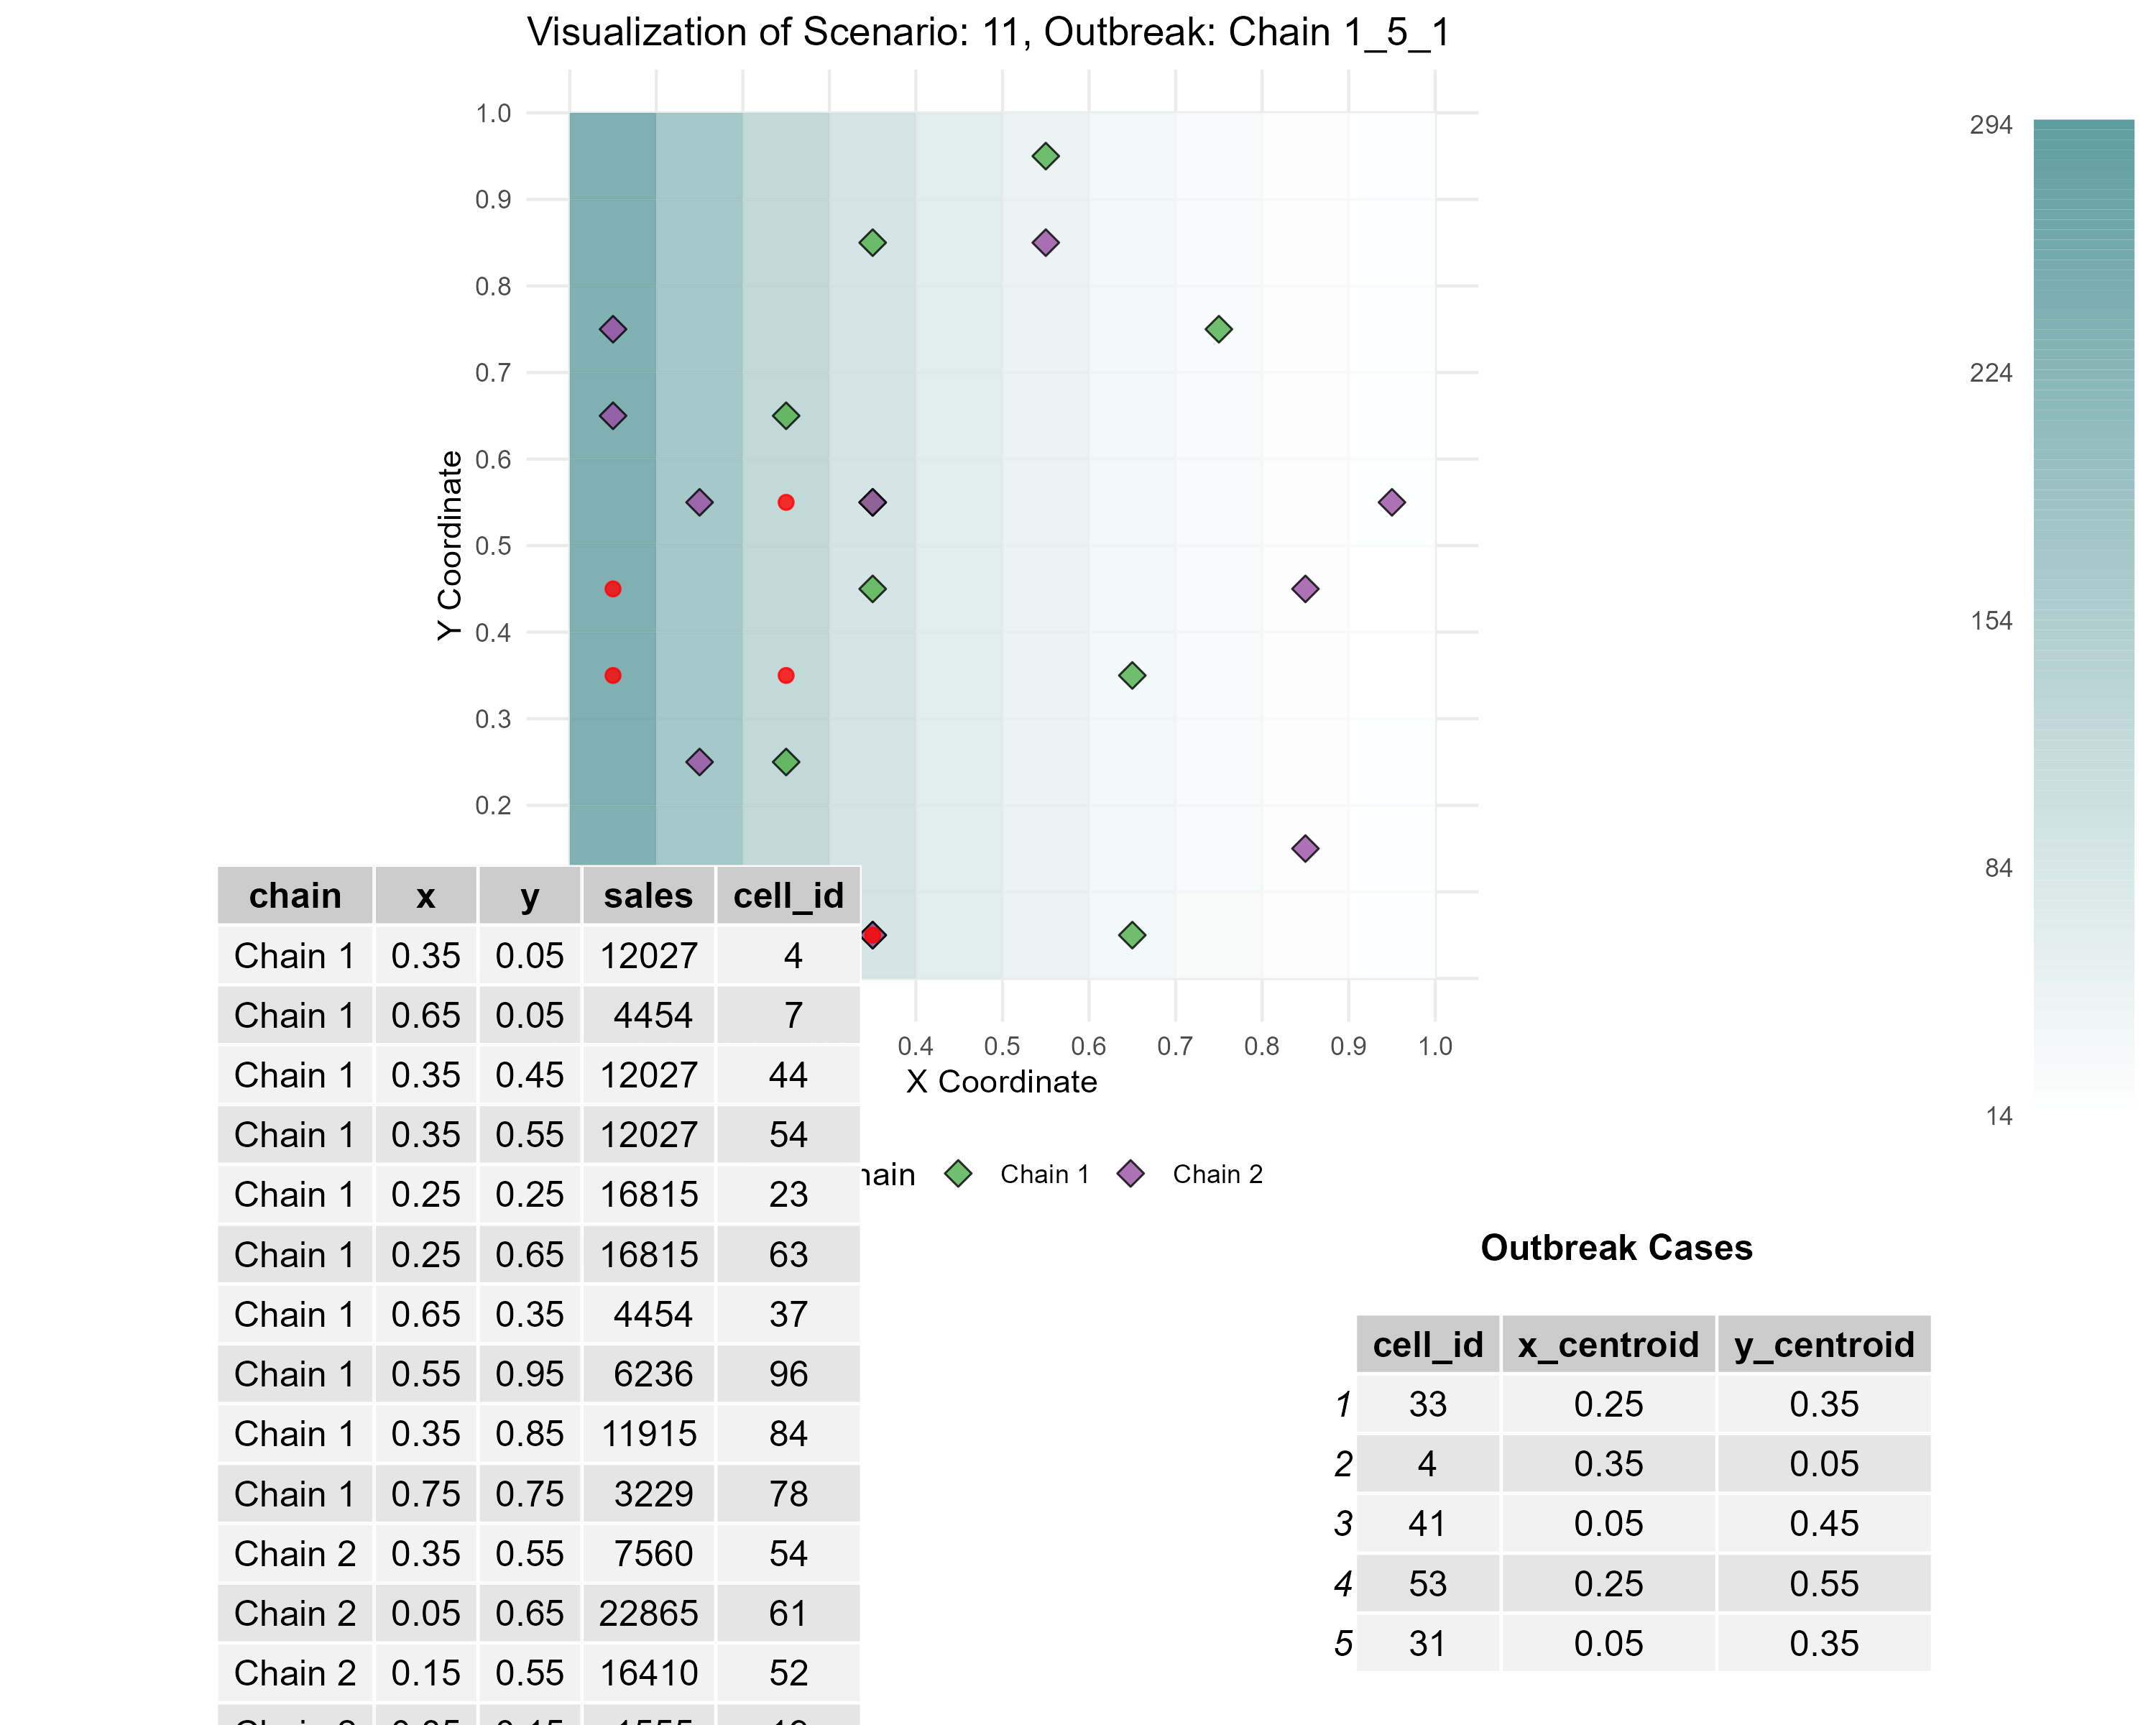 Visualization of Scenario: 11, Outbreak: Chain 1_5_1
1.0
0.9
0.8
0.7
0.6
0.5
0.4
0.3
0.2
Y Coordinate
0.4 0.5 0.6 0.7 0.8 0.9 1.0
X Coordinate
Chain 1 Chain 2
294
224
154
84
14
chain x y sales cell_id
Chain 1 0.35 0.05 12027 4
Chain 1 0.65 0.05 4454 7
Chain 1 0.35 0.45 12027 44
Chain 1 0.35 0.55 12027 54
Chain 1 0.25 0.25 16815 23
Chain 1 0.25 0.65 16815 63
Chain 1 0.65 0.35 4454 37
Chain 1 0.55 0.95 6236 96
Chain 1 0.35 0.85 11915 84
Chain 1 0.75 0.75 3229 78
Chain 2 0.35 0.55 7560 54
Chain 2 0.05 0.65 22865 61
Chain 2 0.15 0.55 16410 52
Outbreak Cases
cell_id x_centroid y_centroid
1 33 0.25 0.35
2 4 0.35 0.05
3 41 0.05 0.45
4 53 0.25 0.55
5 31 0.05 0.35